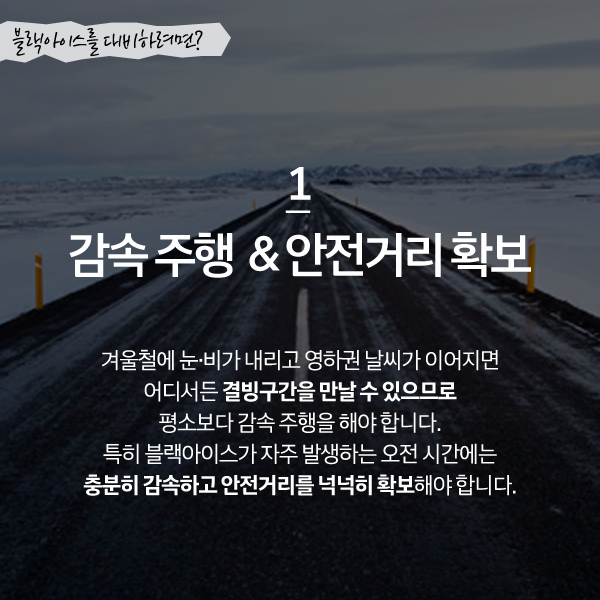 블랙아이스를 대비하려면?
1
감속 주행 & 안전거리 확보
겨울철에 눈·비가 내리고 영하권 날씨가 이어지면
어디서든 결빙구간을 만날 수 있으므로
평소보다 감속 주행을 해야 합니다.
특히 블랙아이스가 자주 발생하는 오전 시간에는
충분히 감속하고 안전거리를 넉넉히 확보해야 합니다.